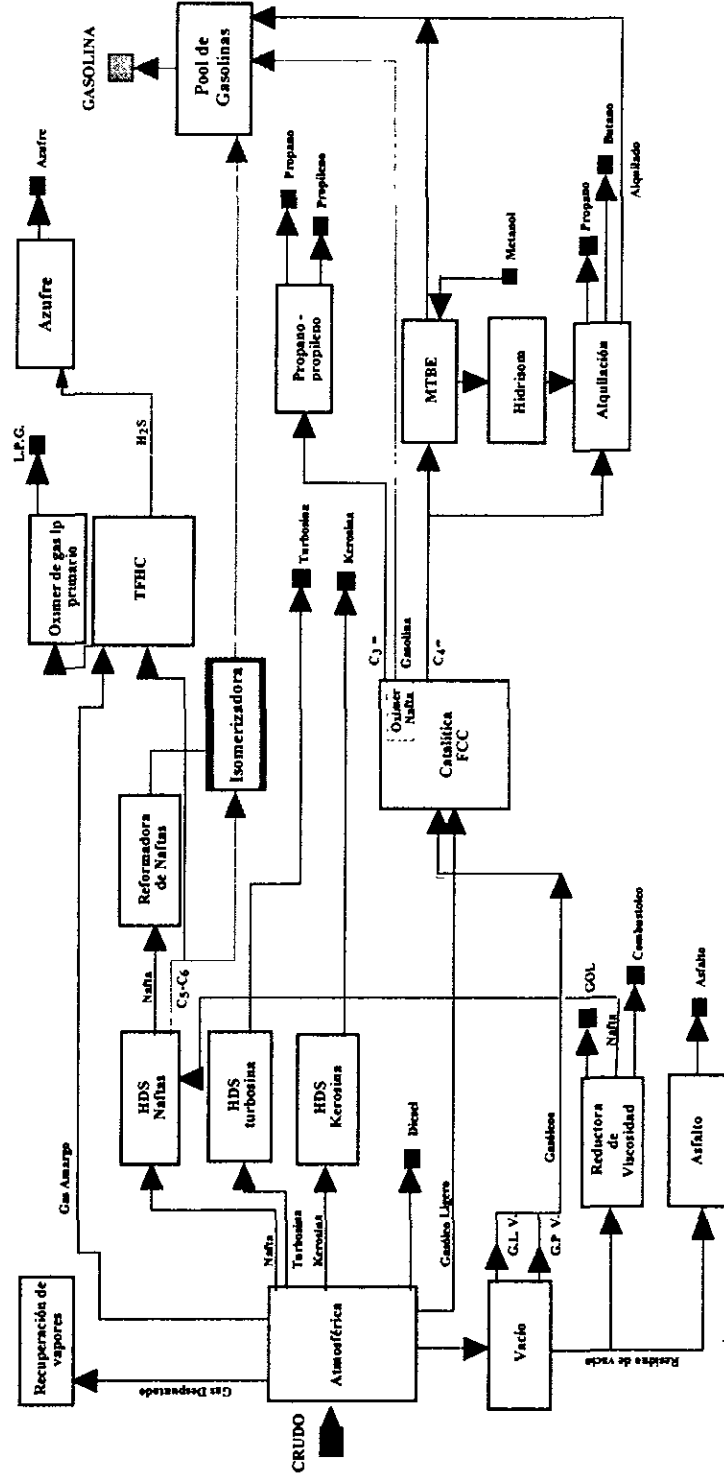 CRUDO
Recuperación de
vapores
Gas Despuntado
Gas Amargo
Atmosférica
Nafta
Turbosina
Kerosina
Diesel
Gasóleo Ligero
Vacío
G.L V.
G.P V.
Gasóleos
Residuo de vacío
HDS
Naftas
HDS
turbosina
HDS
Kerosina
Nafta
C5-C6
Reformadora
de Naftas
Isomerizadora
Oximer de gas lp
primario
TFHC
L.P.G.
H2S
Azufre
Azufre
GASOLINA
Pool de
Gasolinas
Turbosina
Kerosina
Propano -
propileno
Propano
Propileno
Oximer
Nafta
Catalítica
FCC
C3 =
Gasolina
C4=
MTBE
Metanol
Hidrisom
Alquilación
Propano
Butano
Alquilado
Reductora
de
Viscosidad
GOL
Nafta
Combustoleo
Asfalto
Asfalto